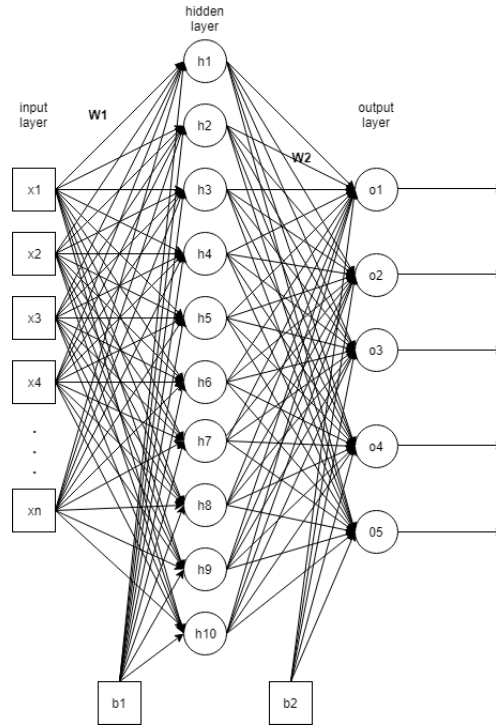 hidden
layer
h1
input
layer
W1
output
layer
h2
W2
x1
h3
o1
x2
h4
o2
x3
h5
o3
x4
h6
.
.
.
h7
o4
xn
h8
05
h9
h10
b1
b2